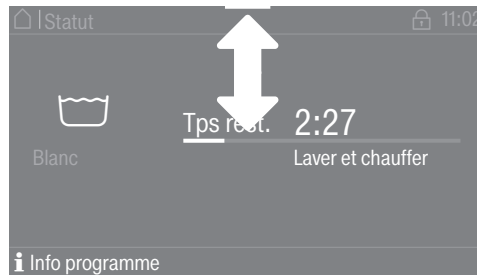 Statut 11:02
Tps rest. 2:27
Blanc Laver et chauffer
Info programme